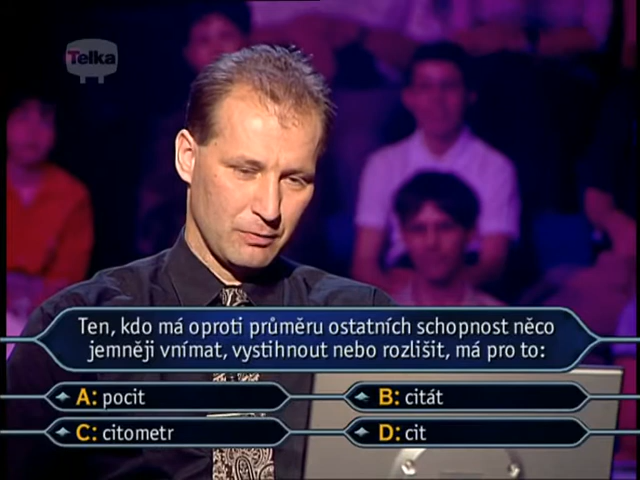 Telka
Ten, kdo má oproti průměru ostatních schopnost něco
jemněji vnímat, vystihnout nebo rozlišit, má pro to:
A: pocit
B: citát
C: citometr
D: cit